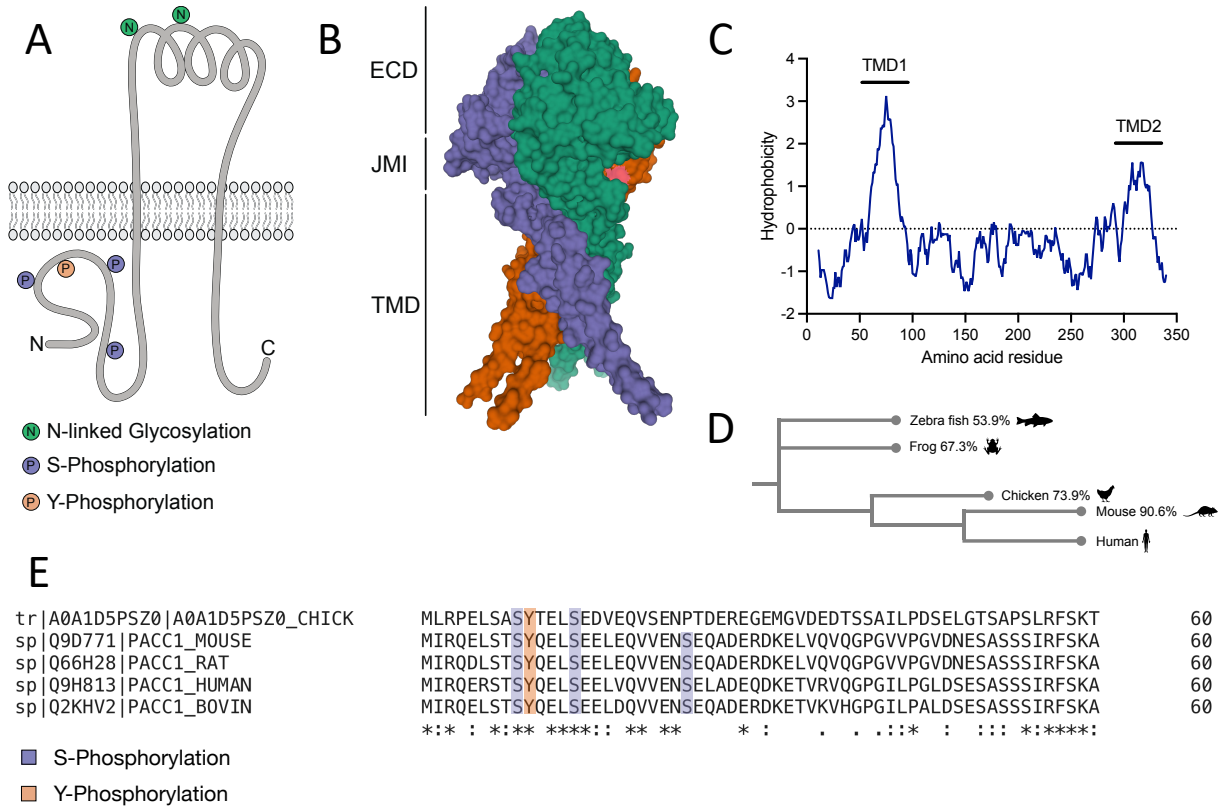 A
N
N
P
P
P
P
N
C
N N-linked Glycosylation
P S-Phosphorylation
P Y-Phosphorylation
B
ECD
JMI
TMD
C
TMD1
TMD2
Hydrophobicity
4
3
2
1
0
-1
-2
0 50 100 150 200 250 300 350
Amino acid residue
D
Zebra fish 53.9%
Frog 67.3%
Chicken 73.9%
Mouse 90.6%
Human
E
tr|A0A1D5PSZ0|A0A1D5PSZ0_CHICK MLRPELSASYTELSEDVEQVSENPTDEREGEMGVDEDTSSAILPDSELGTSAPSLRFSKT 60
sp|Q9D771|PACC1_MOUSE MIRQELSTSYQELSEELEQVVENSEQADERDKELVQVQGPGVVPGVDNESASSSIRFSKA 60
sp|Q66H28|PACC1_RAT MIRQDLSTSYQELSEELEQVVENSEQADERDKELVQVQGPGVVPGVDNESASSSIRFSKA 60
sp|Q9H813|PACC1_HUMAN MIRQERSTSYQELSEELVQVVENSELADEQDKETVRVQGPGILPGLDSESASSSIRFSKA 60
sp|Q2KHV2|PACC1_BOVIN MIRQELSTSYQELSEELDQVVENSEQADERDKETVKVHGPGILPALDSESASSSIRFSKA 60
*:* : *:** ****:: ** ** * : . . .::* : ::: *:****:
S-Phosphorylation
Y-Phosphorylation